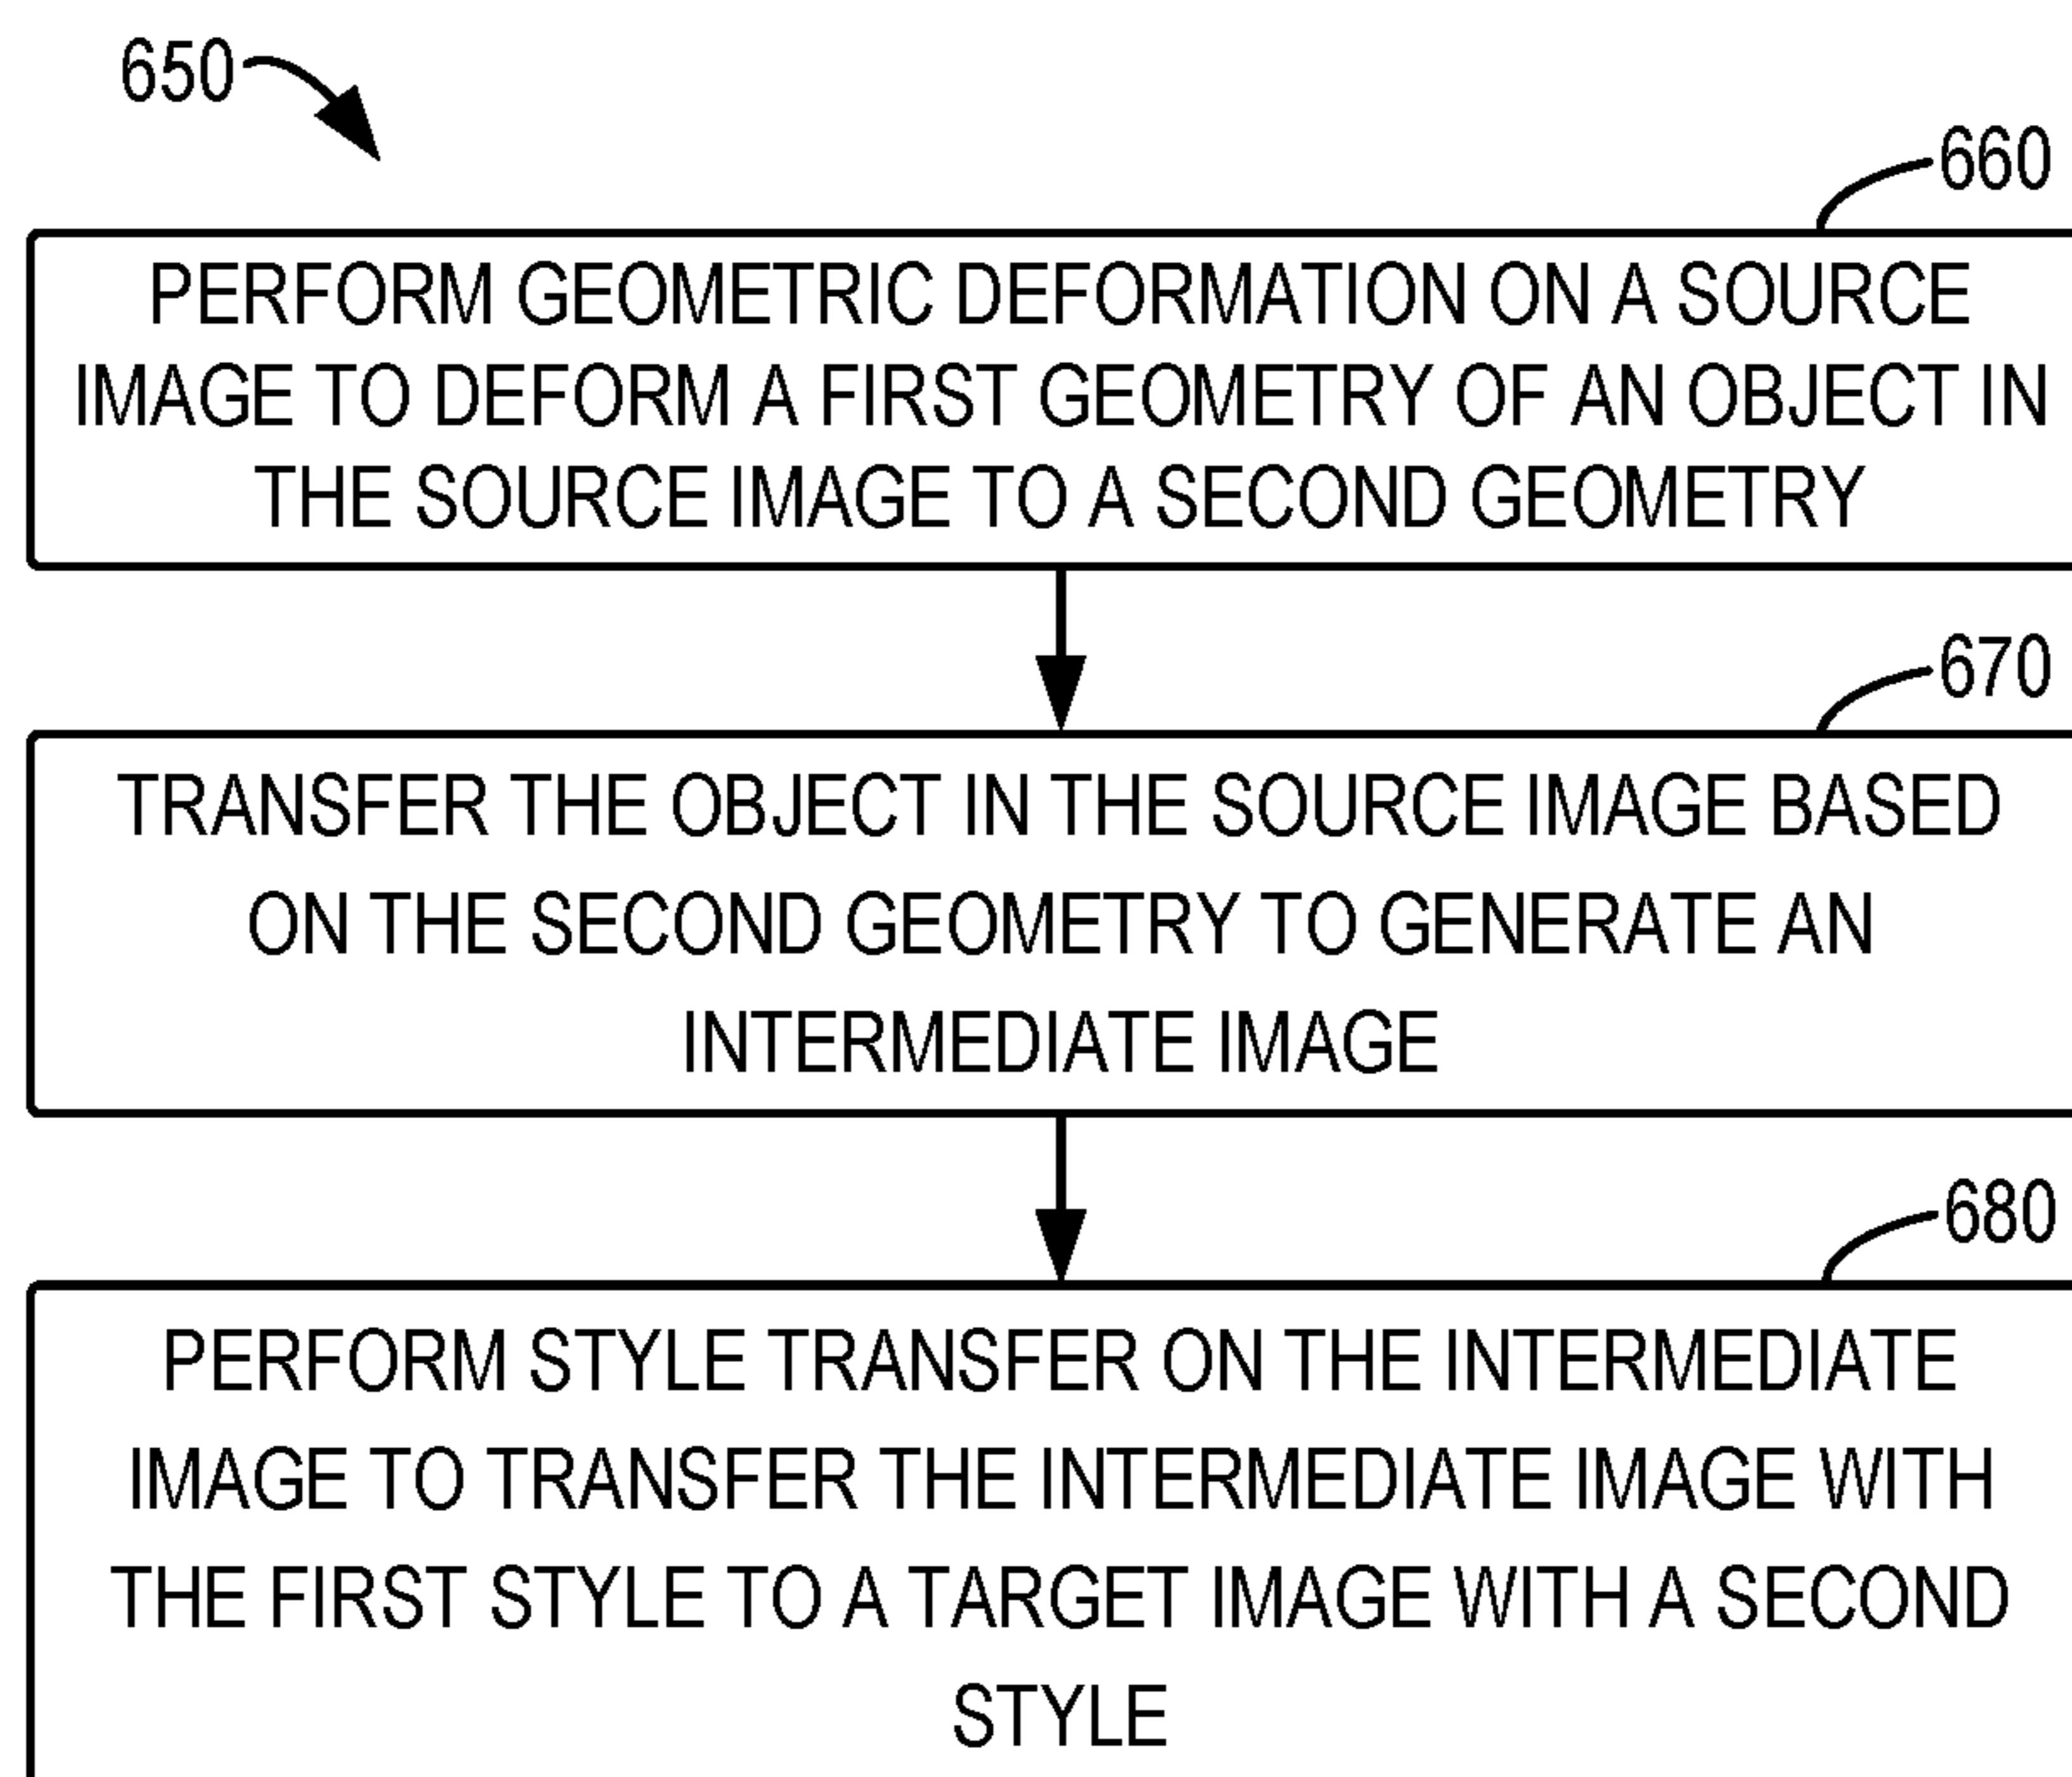 650
660
PERFORM GEOMETRIC DEFORMATION ON A SOURCE
IMAGE TO DEFORM A FIRST GEOMETRY OF AN OBJECT IN
THE SOURCE IMAGE TO A SECOND GEOMETRY
670
TRANSFER THE OBJECT IN THE SOURCE IMAGE BASED
ON THE SECOND GEOMETRY TO GENERATE AN
INTERMEDIATE IMAGE
680
PERFORM STYLE TRANSFER ON THE INTERMEDIATE
IMAGE TO TRANSFER THE INTERMEDIATE IMAGE WITH
THE FIRST STYLE TO A TARGET IMAGE WITH A SECOND
STYLE